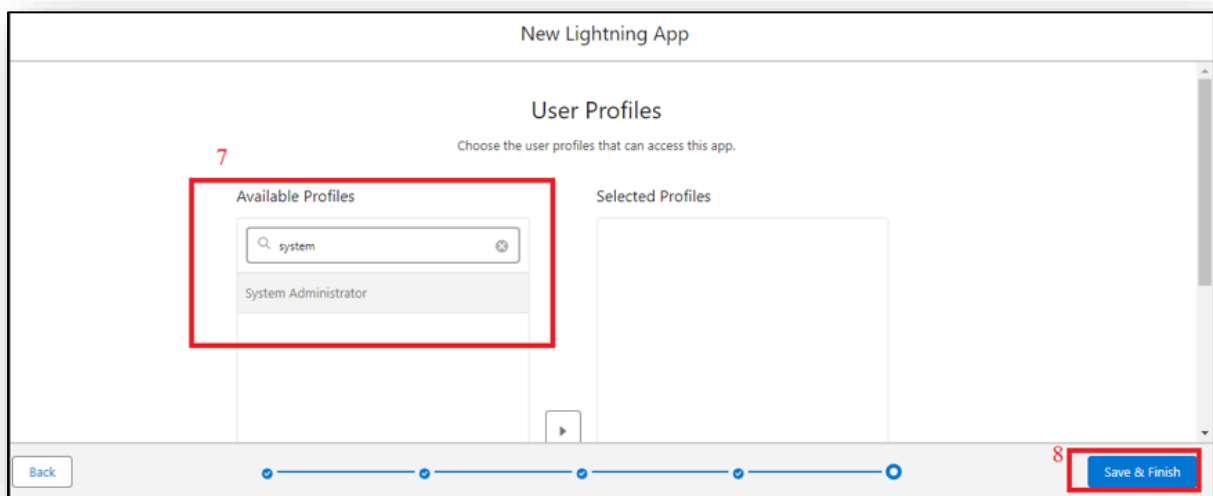 New Lightning App
User Profiles
Choose the user profiles that can access this app.
7
Available Profiles
Selected Profiles
system
System Administrator
Back
8
Save & Finish